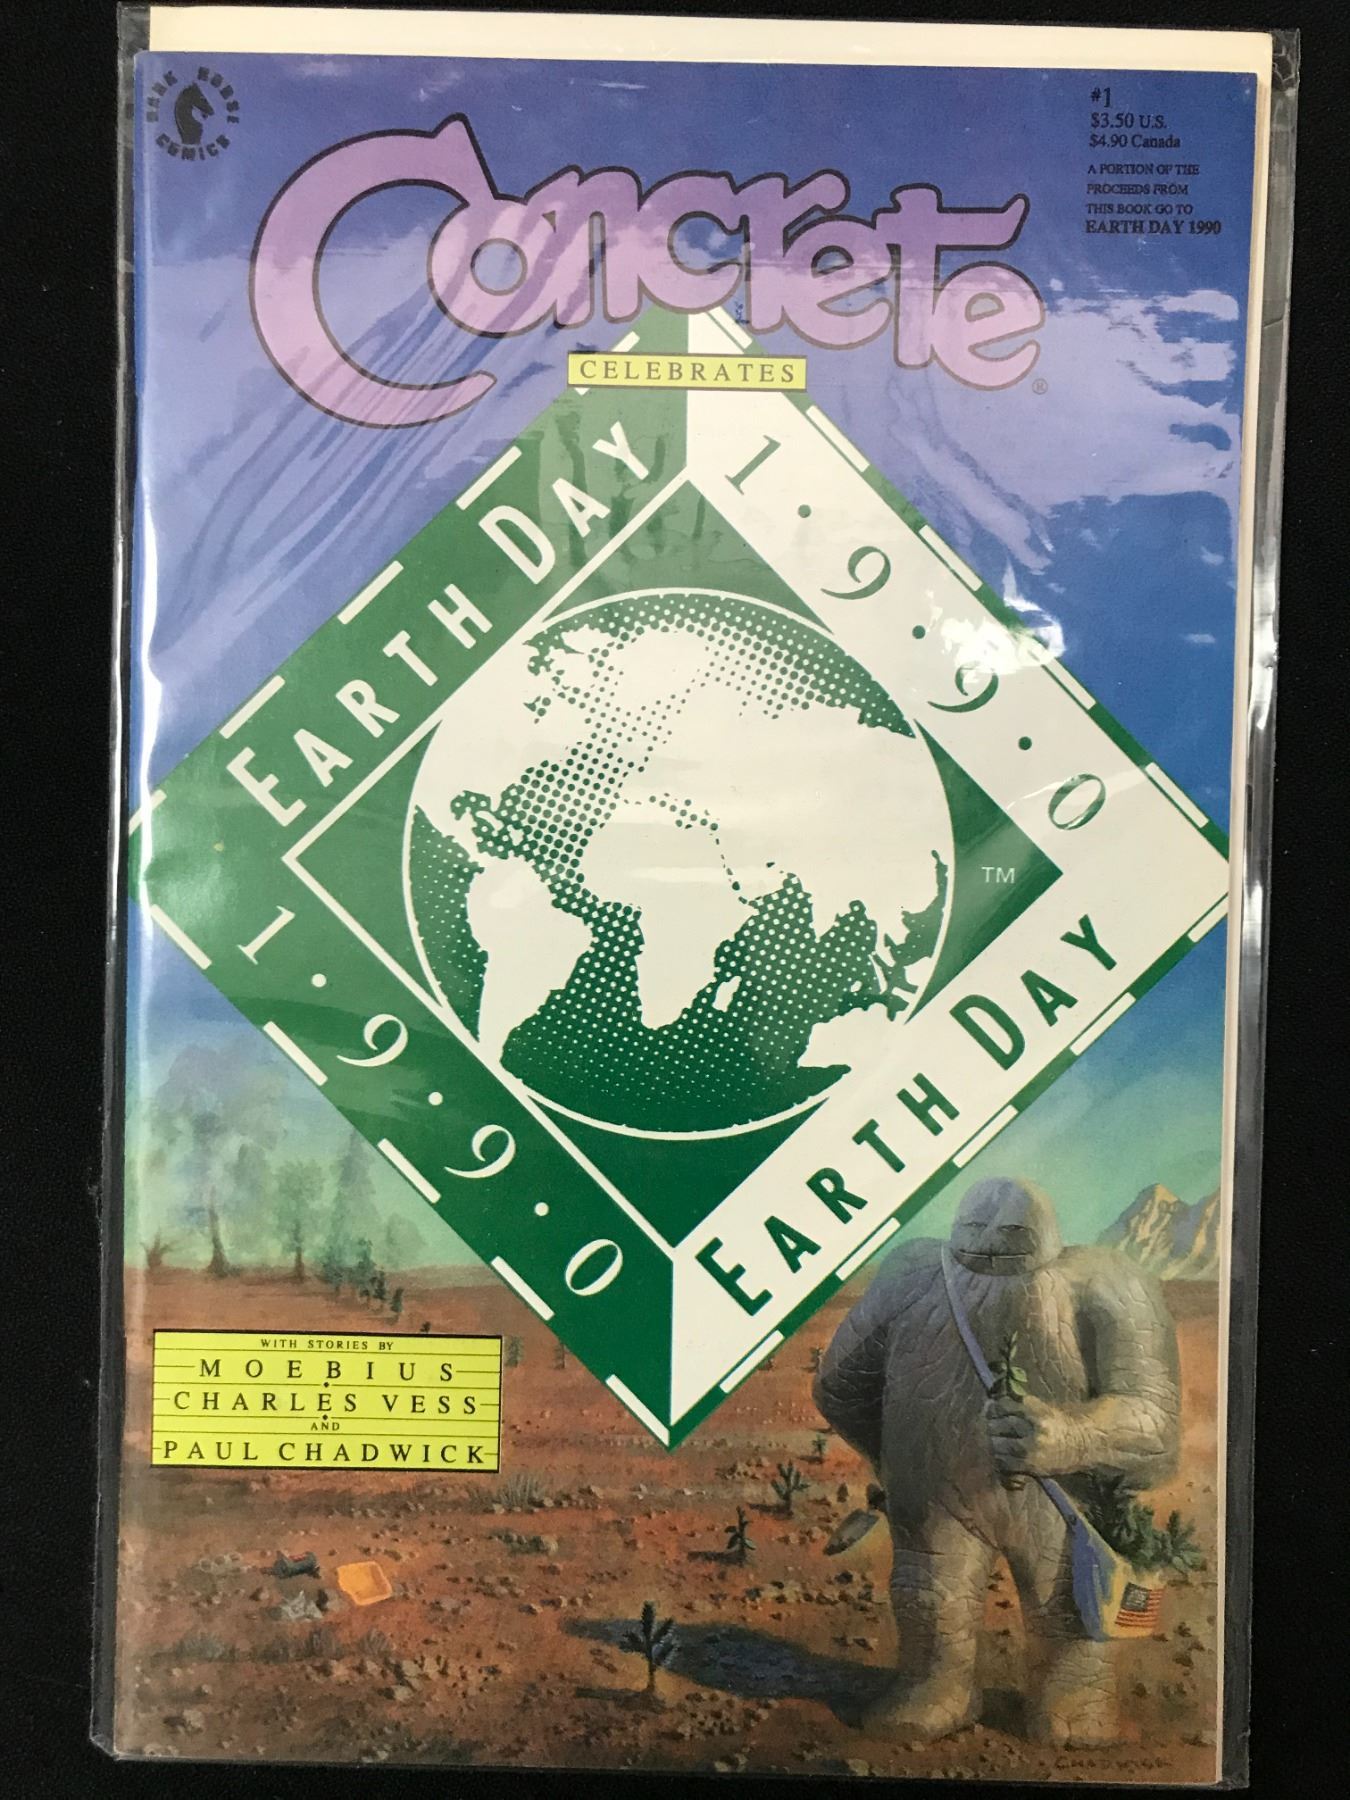 DARK HORSE COMICS
#1
$3.50 U.S.
$4.90 Canada
A PORTION OF THE
PROCEEDS FROM
THIS BOOK GO TO
EARTH DAY 1990
Concrete®
CELEBRATES
EARTH DAY
1·9·9·0
1·9·9·0
EARTH DAY
TM
WITH STORIES BY
MOEBIUS
•
CHARLES VESS
•
AND
PAUL CHADWICK
CHADWICK